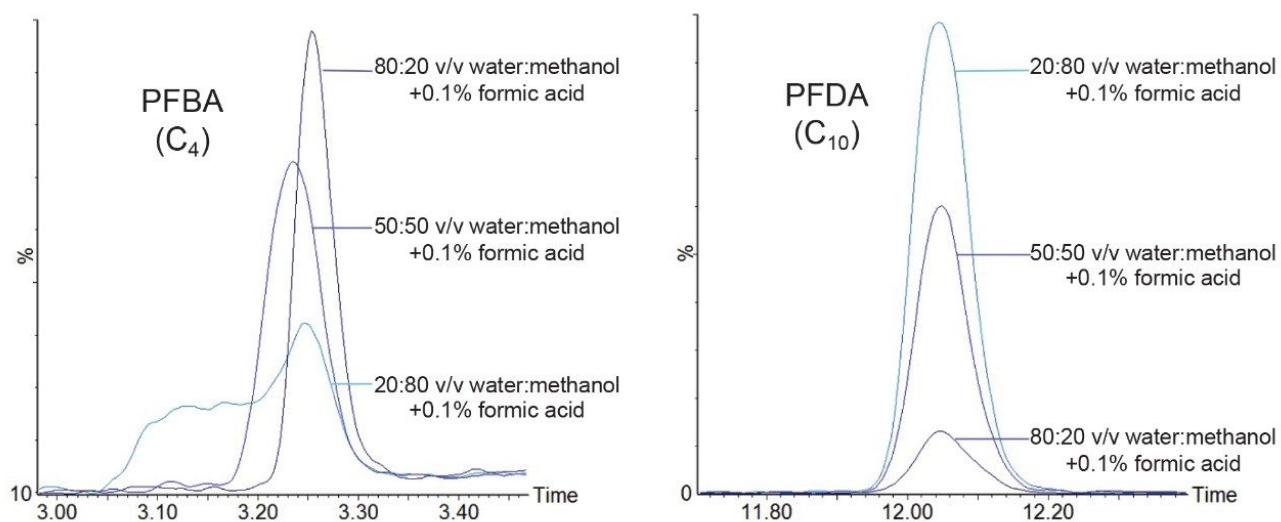 PFBA
(C₄)
80:20 v/v water:methanol
+0.1% formic acid
50:50 v/v water:methanol
+0.1% formic acid
20:80 v/v water:methanol
+0.1% formic acid
%
10
3.00 3.10 3.20 3.30 3.40
Time
PFDA
(C₁₀)
20:80 v/v water:methanol
+0.1% formic acid
50:50 v/v water:methanol
+0.1% formic acid
80:20 v/v water:methanol
+0.1% formic acid
%
0
11.80 12.00 12.20
Time